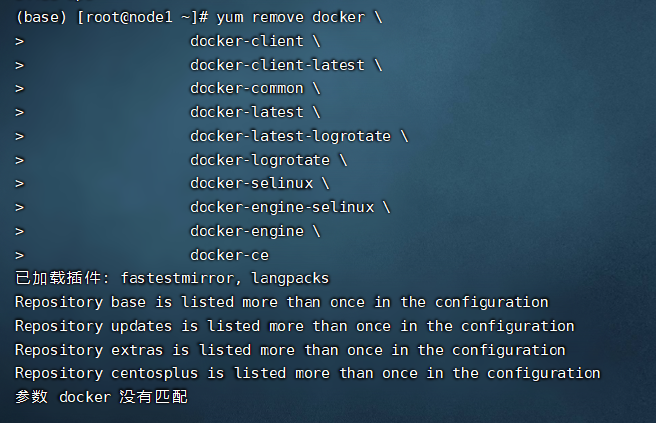 (base) [root@node1 ~]# yum remove docker \
> docker-client \
> docker-client-latest \
> docker-common \
> docker-latest \
> docker-latest-logrotate \
> docker-logrotate \
> docker-selinux \
> docker-engine-selinux \
> docker-engine \
> docker-ce
已加载插件: fastestmirror, langpacks
Repository base is listed more than once in the configuration
Repository updates is listed more than once in the configuration
Repository extras is listed more than once in the configuration
Repository centosplus is listed more than once in the configuration
参数 docker 没有匹配